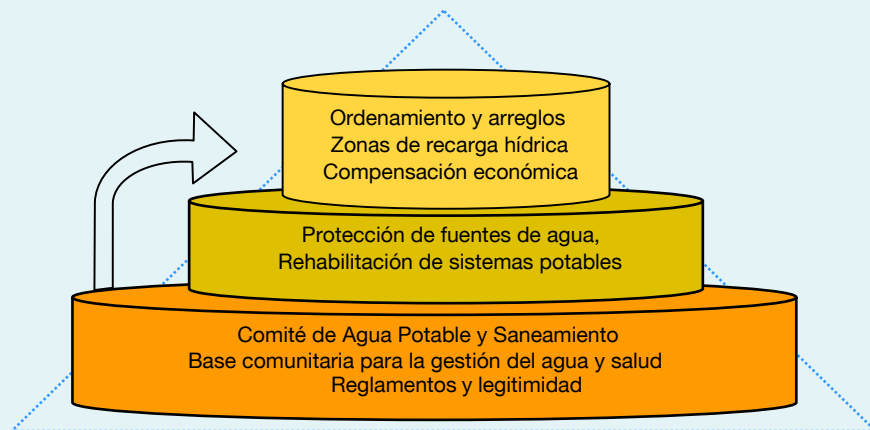 Ordenamiento y arreglos
Zonas de recarga hídrica
Compensación económica
Protección de fuentes de agua,
Rehabilitación de sistemas potables
Comité de Agua Potable y Saneamiento
Base comunitaria para la gestión del agua y salud
Reglamentos y legitimidad